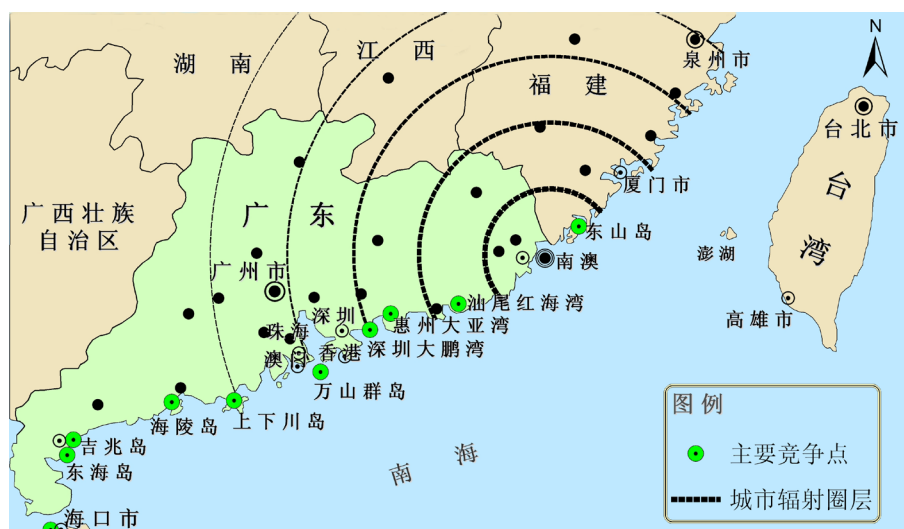 江 西
湖 南
泉州市
N
福 建
台北市
厦门市
台
湾
广西壮族
自治区
广 东
东山岛
澎湖
南澳
广州市
高雄市
汕尾红海湾
深圳
惠州大亚湾
珠海
澳门
香港
深圳大鹏湾
万山群岛
上下川岛
海陵岛
吉兆岛
东海岛
南 海
海口市
图例
主要竞争点
城市辐射圈层